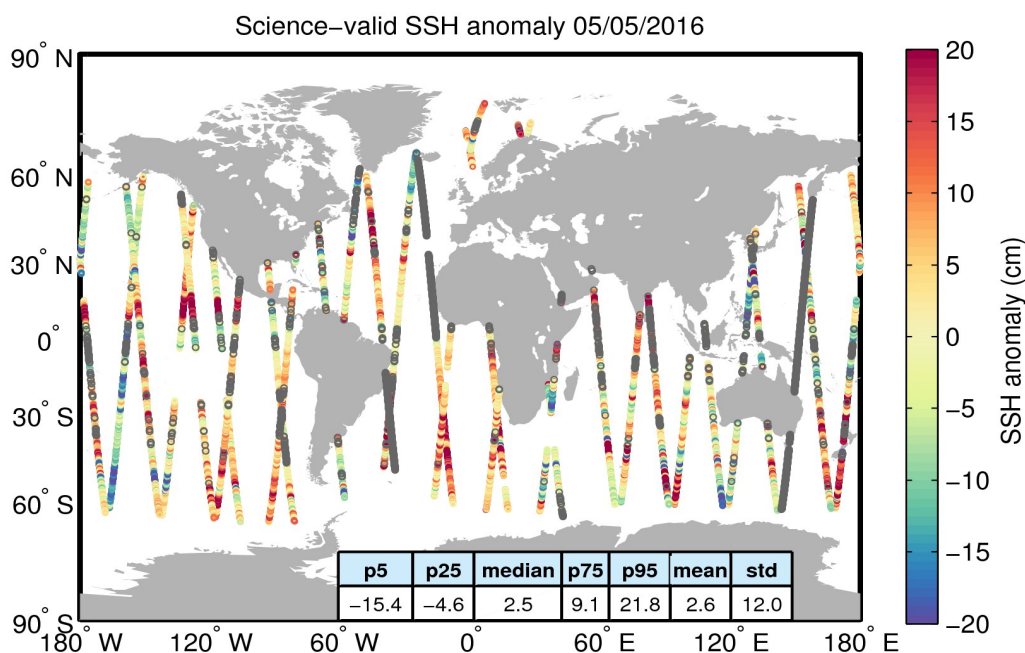 Science−valid SSH anomaly 05/05/2016
90° N
60° N
30° N
0°
30° S
60° S
90° S
180° W
120° W
60° W
0°
60° E
120° E
180° E
p5 p25 median p75 p95 mean std
−15.4 −4.6 2.5 9.1 21.8 2.6 12.0
20
15
10
5
0
−5
−10
−15
−20
SSH anomaly (cm)